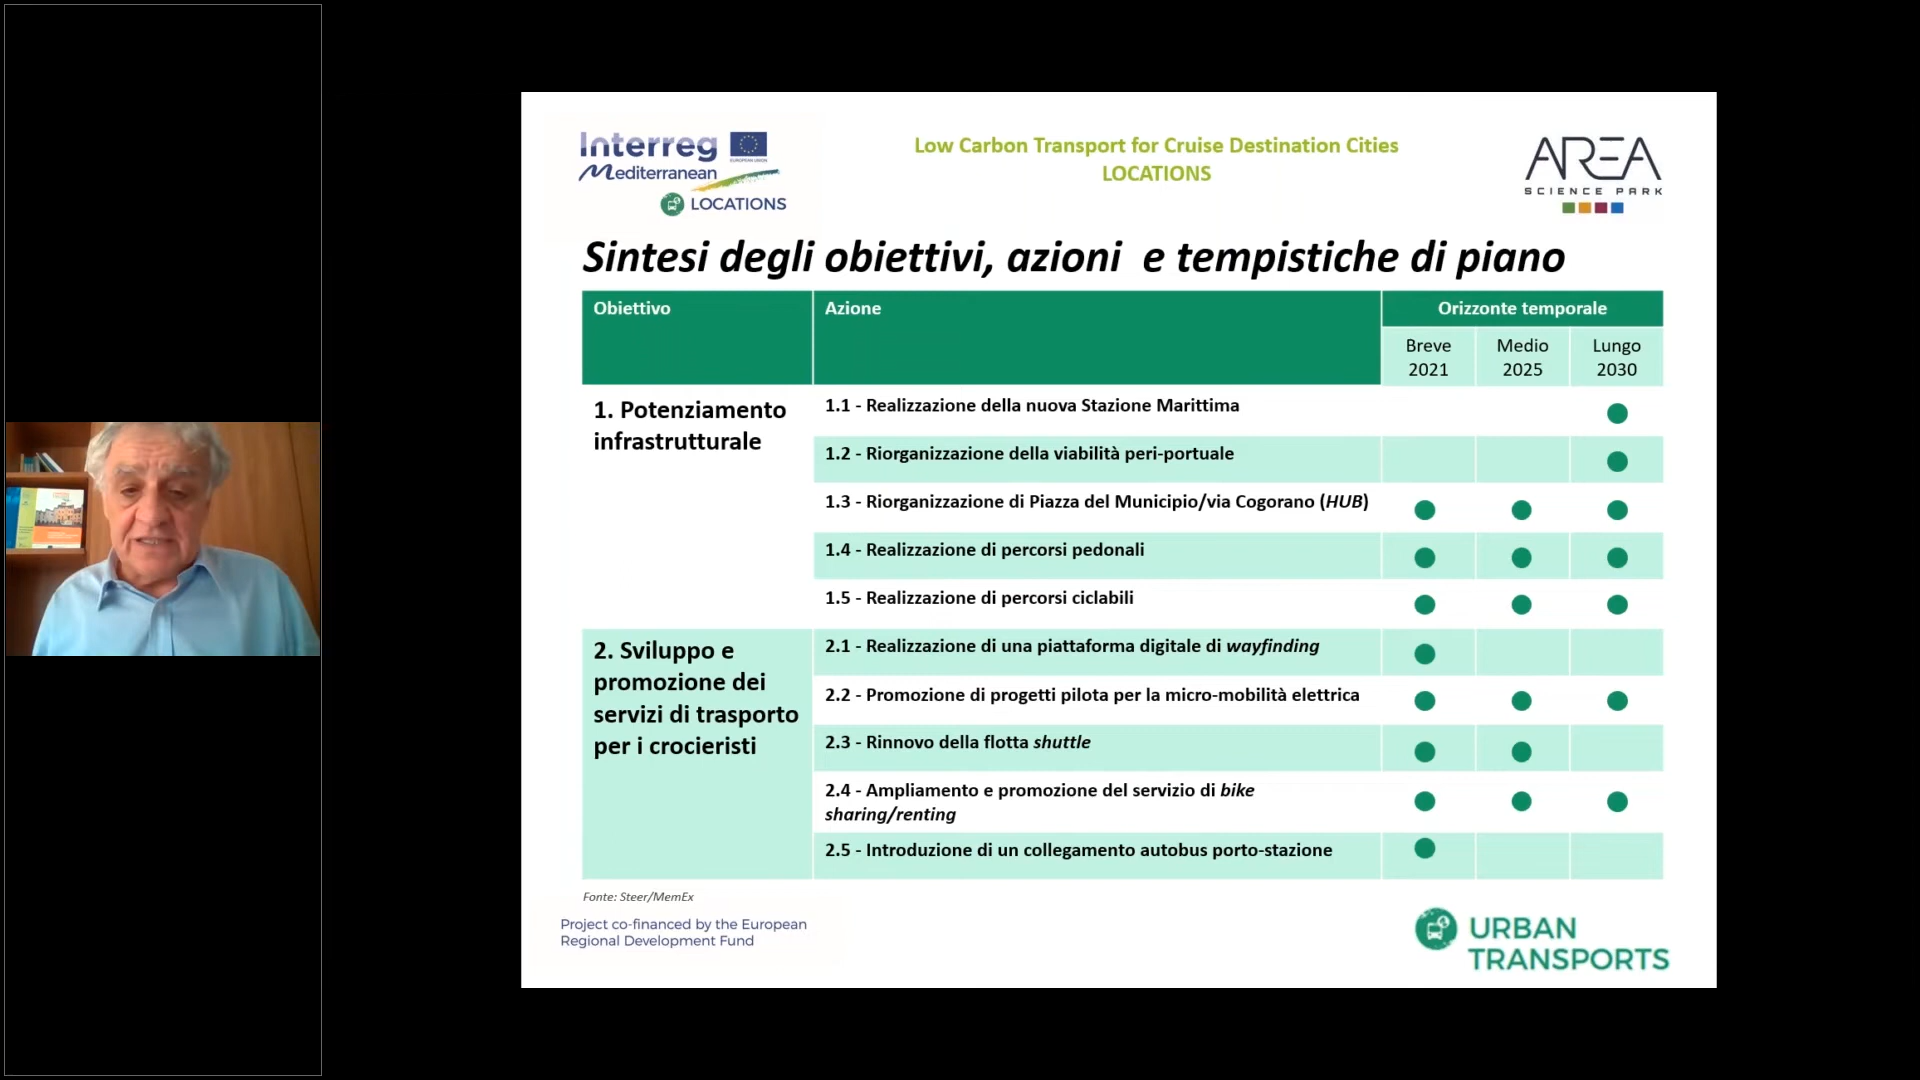 Interreg
EUROPEAN UNION
Mediterranean
LOCATIONS
Low Carbon Transport for Cruise Destination Cities
LOCATIONS
AREA
SCIENCE PARK
Sintesi degli obiettivi, azioni e tempistiche di piano
Obiettivo
Azione
Orizzonte temporale
Breve
2021
Medio
2025
Lungo
2030
1. Potenziamento
infrastrutturale
1.1 - Realizzazione della nuova Stazione Marittima
1.2 - Riorganizzazione della viabilità peri-portuale
1.3 - Riorganizzazione di Piazza del Municipio/via Cogorano (HUB)
1.4 - Realizzazione di percorsi pedonali
1.5 - Realizzazione di percorsi ciclabili
2. Sviluppo e
promozione dei
servizi di trasporto
per i crocieristi
2.1 - Realizzazione di una piattaforma digitale di wayfinding
2.2 - Promozione di progetti pilota per la micro-mobilità elettrica
2.3 - Rinnovo della flotta shuttle
2.4 - Ampliamento e promozione del servizio di bike
sharing/renting
2.5 - Introduzione di un collegamento autobus porto-stazione
Fonte: Steer/MemEx
Project co-financed by the European
Regional Development Fund
URBAN
TRANSPORTS